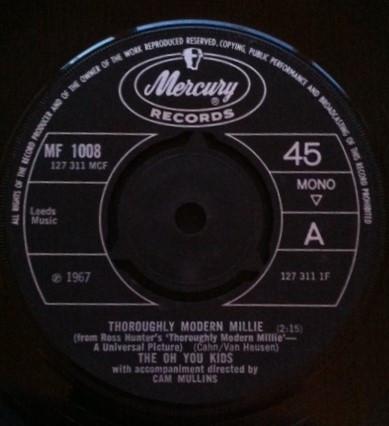 ALL RIGHTS OF THE RECORD PRODUCER AND OF THE OWNER OF THE WORK REPRODUCED RESERVED. COPYING, PUBLIC PERFORMANCE AND BROADCASTING OF THIS RECORD PROHIBITED
Mercury ®
RECORDS
MF 1008
127 311 MCF
45
MONO
Leeds
Music
A
℗ 1967
127 311 1F
THOROUGHLY MODERN MILLIE (2:15)
(from Ross Hunter's 'Thoroughly Modern Millie'—
A Universal Picture) (Cahn/Van Heusen)
THE OH YOU KIDS
with accompaniment directed by
CAM MULLINS